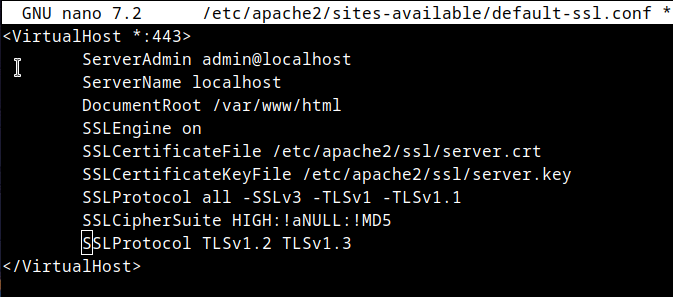 GNU nano 7.2 /etc/apache2/sites-available/default-ssl.conf *
<VirtualHost *:443>
ServerAdmin admin@localhost
ServerName localhost
DocumentRoot /var/www/html
SSLEngine on
SSLCertificateFile /etc/apache2/ssl/server.crt
SSLCertificateKeyFile /etc/apache2/ssl/server.key
SSLProtocol all -SSLv3 -TLSv1 -TLSv1.1
SSLCipherSuite HIGH:!aNULL:!MD5
SSLProtocol TLSv1.2 TLSv1.3
</VirtualHost>